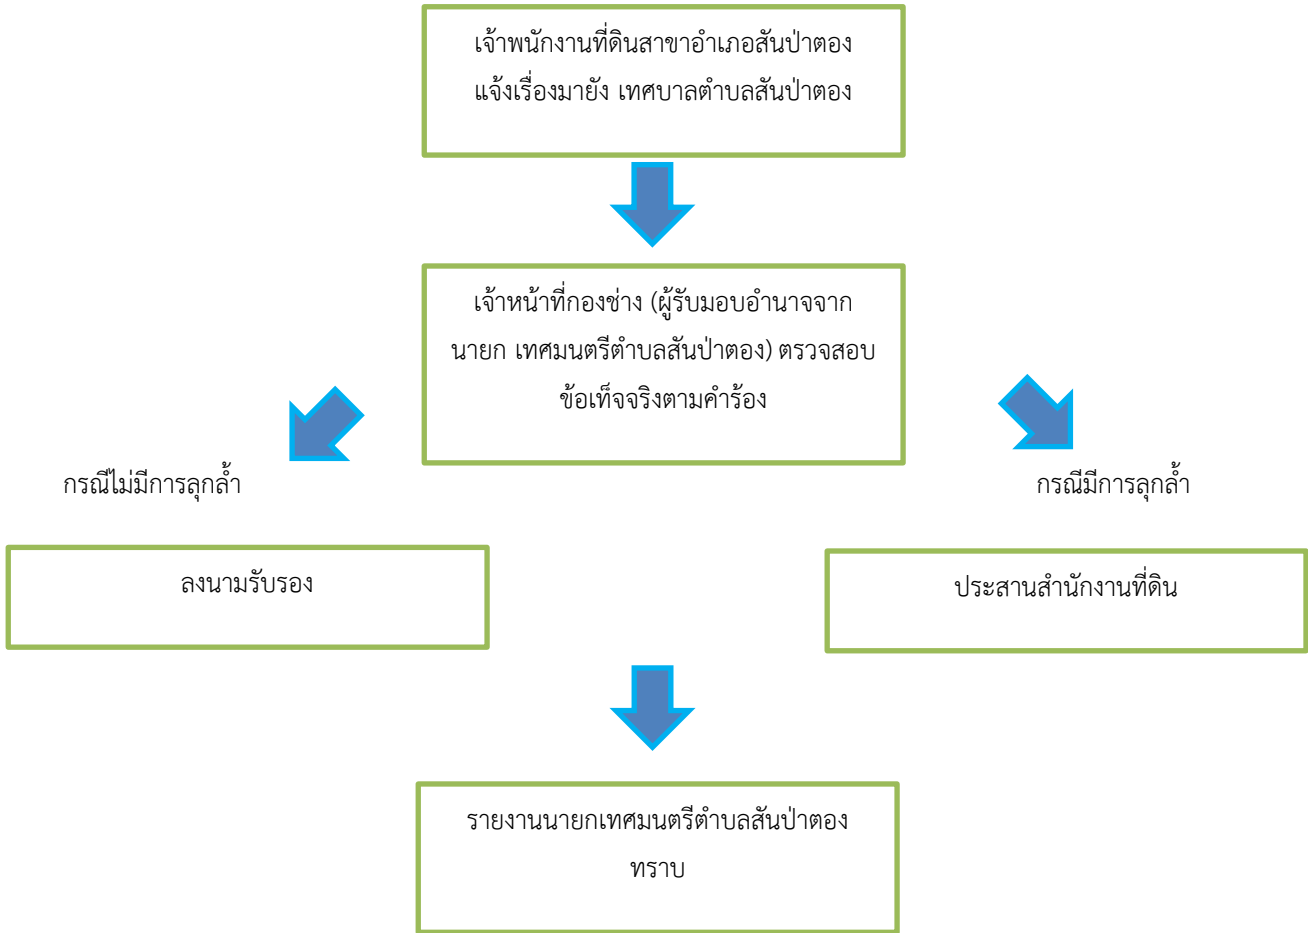 เจ้าพนักงานที่ดินสาขาอำเภอสันป่าตอง
แจ้งเรื่องมายัง เทศบาลตำบลสันป่าตอง
เจ้าหน้าที่กองช่าง (ผู้รับมอบอำนาจจาก
นายก เทศมนตรีตำบลสันป่าตอง) ตรวจสอบ
ข้อเท็จจริงตามคำร้อง
กรณีไม่มีการลุกล้ำ
กรณีมีการลุกล้ำ
ลงนามรับรอง
ประสานสำนักงานที่ดิน
รายงานนายกเทศมนตรีตำบลสันป่าตอง
ทราบ